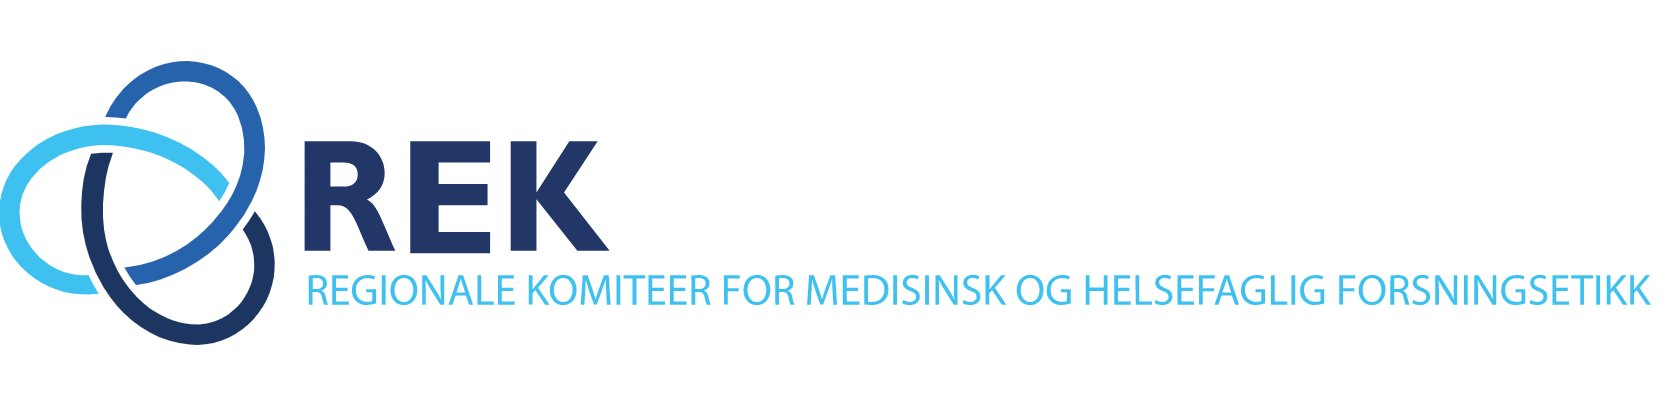 REK
REGIONALE KOMITEER FOR MEDISINSK OG HELSEFAGLIG FORSNINGSETIKK